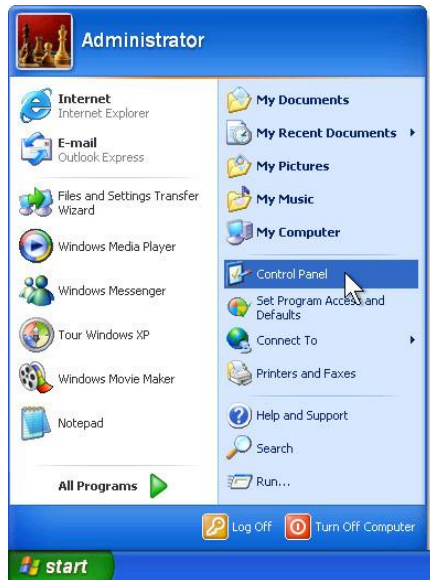 Administrator
Internet
Internet Explorer
E-mail
Outlook Express
Files and Settings Transfer
Wizard
Windows Media Player
Windows Messenger
Tour Windows XP
Windows Movie Maker
Notepad
All Programs
My Documents
My Recent Documents
My Pictures
My Music
My Computer
Control Panel
Set Program Access and
Defaults
Connect To
Printers and Faxes
Help and Support
Search
Run...
Log Off
Turn Off Computer
start